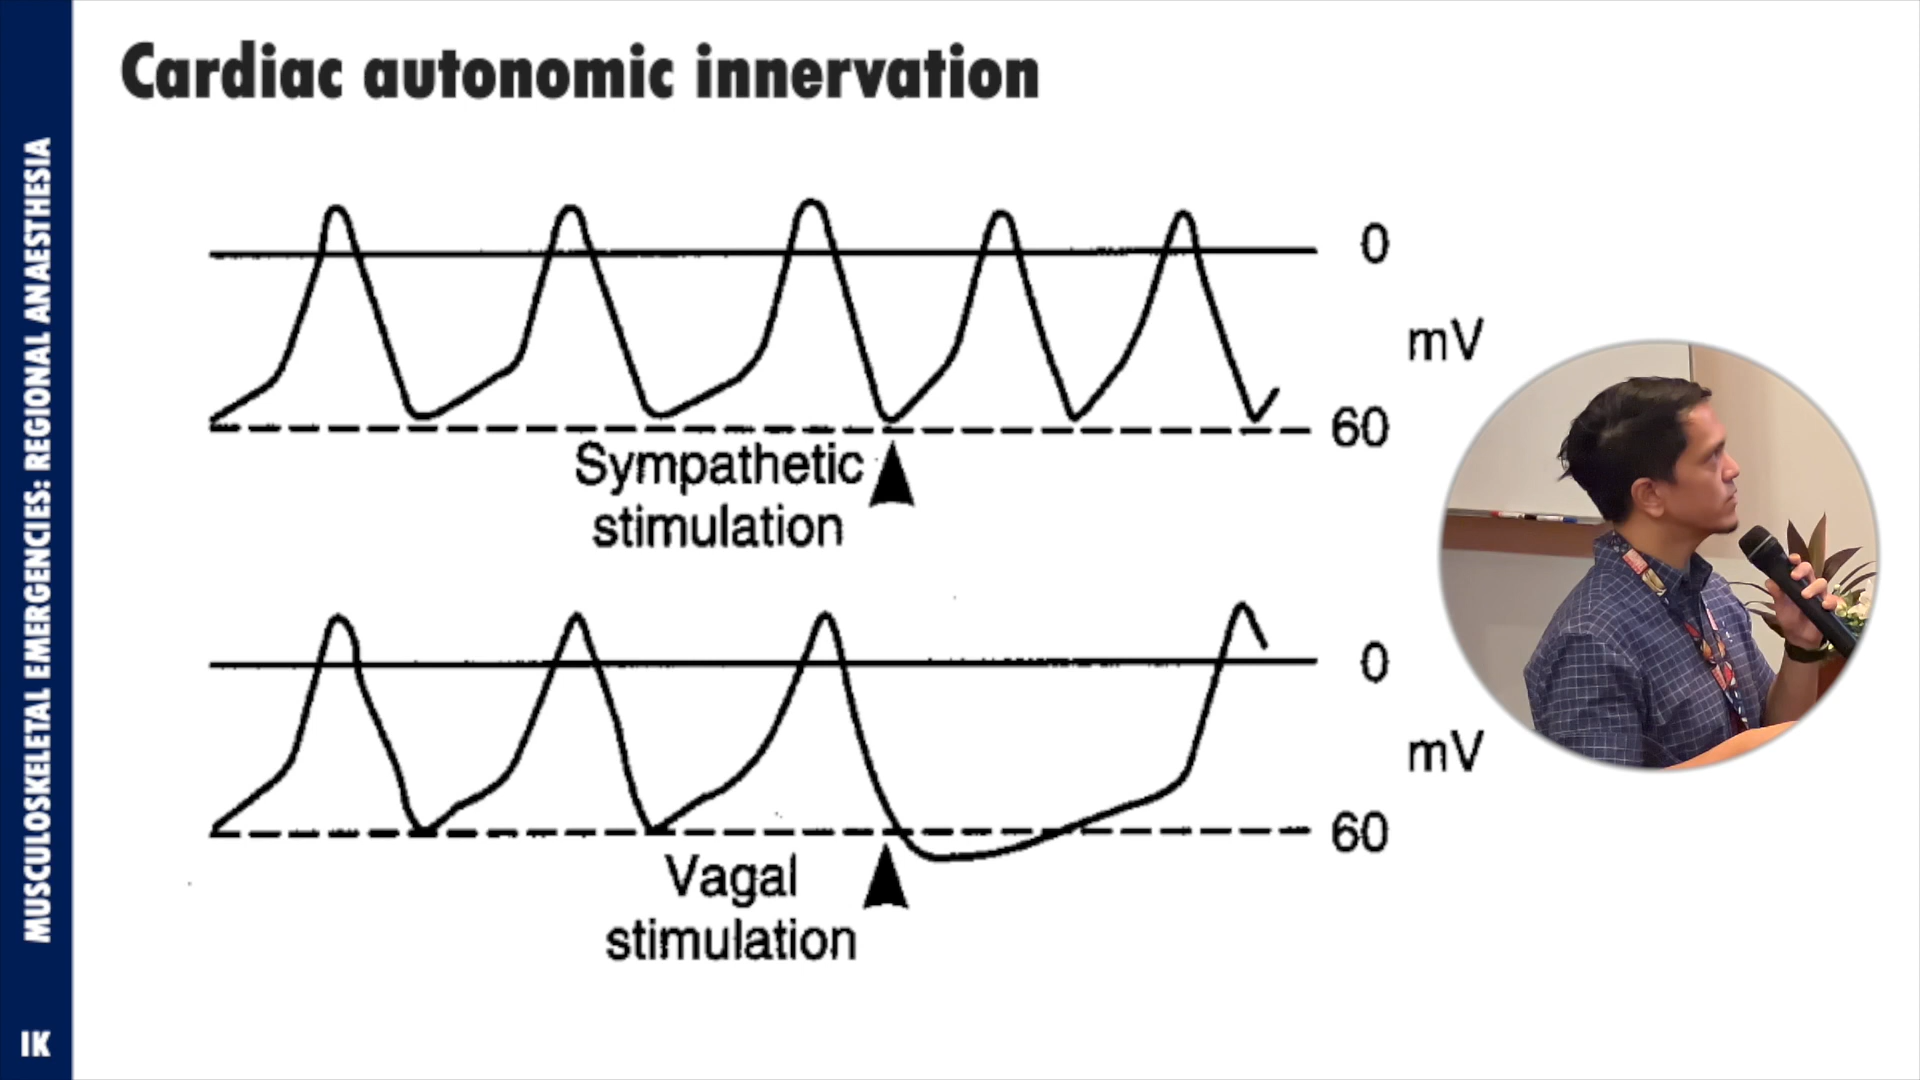 Cardiac autonomic innervation
MUSCULOSKELETAL EMERGENCIES: REGIONAL ANAESTHESIA
0
mV
60
Sympathetic
stimulation
0
mV
60
Vagal
stimulation
IK